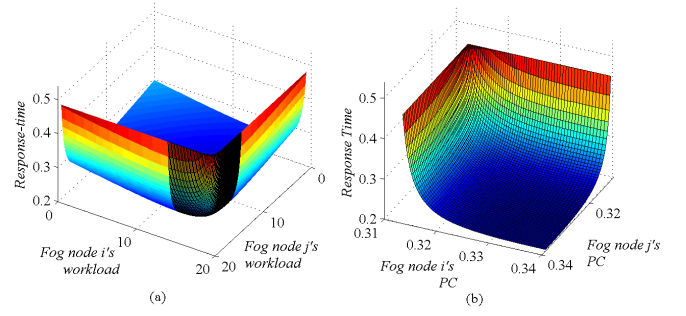 0.5
0.4
0.3
0.2
Response-time
0
10
20
Fog node i's
workload
20
10
0
Fog node j's
workload
(a)
0.5
0.4
0.3
0.2
Response Time
0.31
0.32
0.33
0.34
Fog node i's
PC
0.34
0.32
Fog node j's
PC
(b)